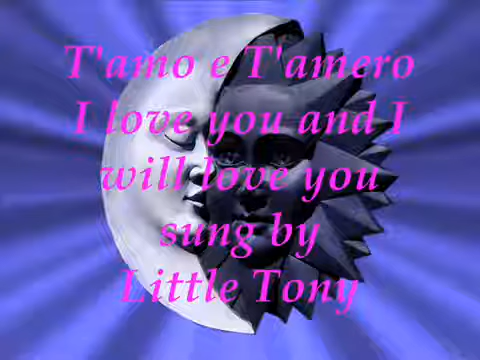 T'amo e T'amero
I love you and I
will love you
sung by
Little Tony